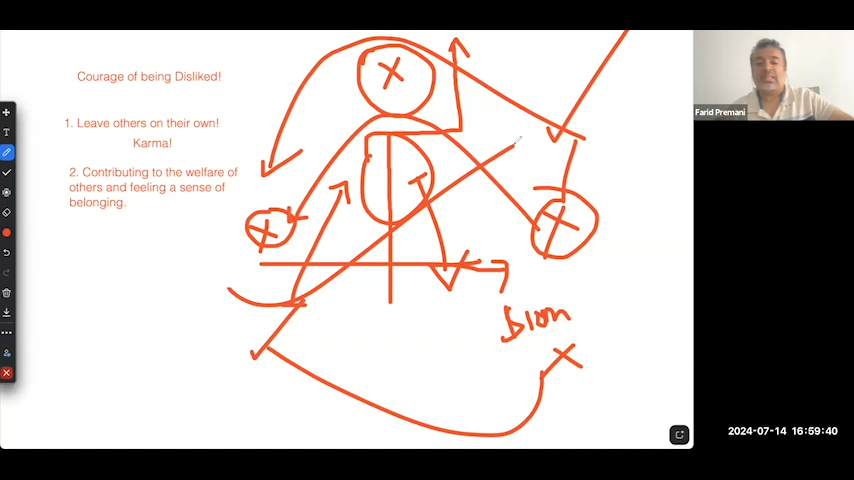 Courage of being Disliked!
1. Leave others on their own!
Karma!
2. Contributing to the welfare of
others and feeling a sense of
belonging.
$10m
Farid Premani
2024-07-14 16:59:40